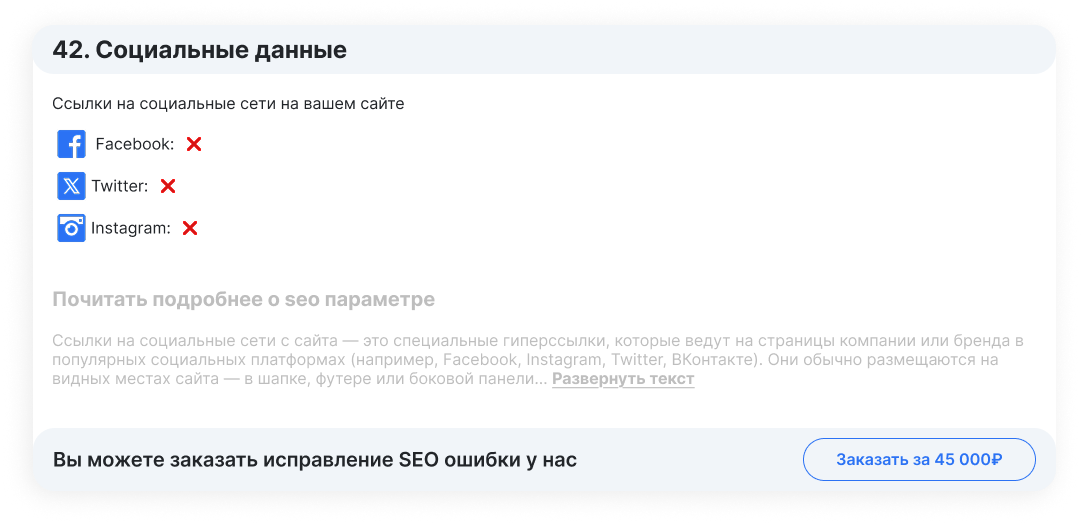 42. Социальные данные
Ссылки на социальные сети на вашем сайте
Facebook:
Twitter:
Instagram:
Почитать подробнее о seo параметре
Ссылки на социальные сети с сайта — это специальные гиперссылки, которые ведут на страницы компании или бренда в
популярных социальных платформах (например, Facebook, Instagram, Twitter, ВКонтакте). Они обычно размещаются на
видных местах сайта — в шапке, футере или боковой панели... Развернуть текст
Вы можете заказать исправление SEO ошибки у нас
Заказать за 45 000₽